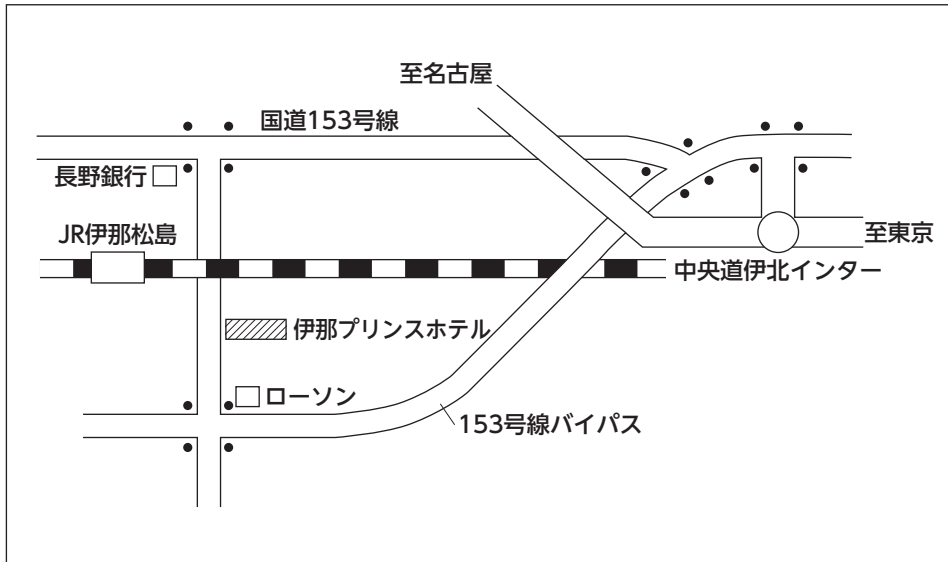 至名古屋
国道153号線
長野銀行
JR伊那松島
至東京
中央道伊北インター
伊那プリンスホテル
ローソン
153号線バイパス